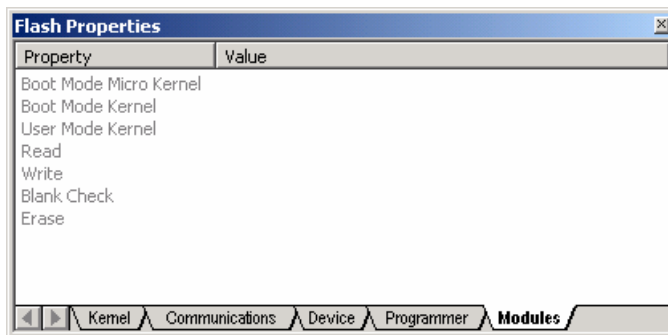 Flash Properties
Property Value
Boot Mode Micro Kernel
Boot Mode Kernel
User Mode Kernel
Read
Write
Blank Check
Erase
Kernel Communications Device Programmer Modules